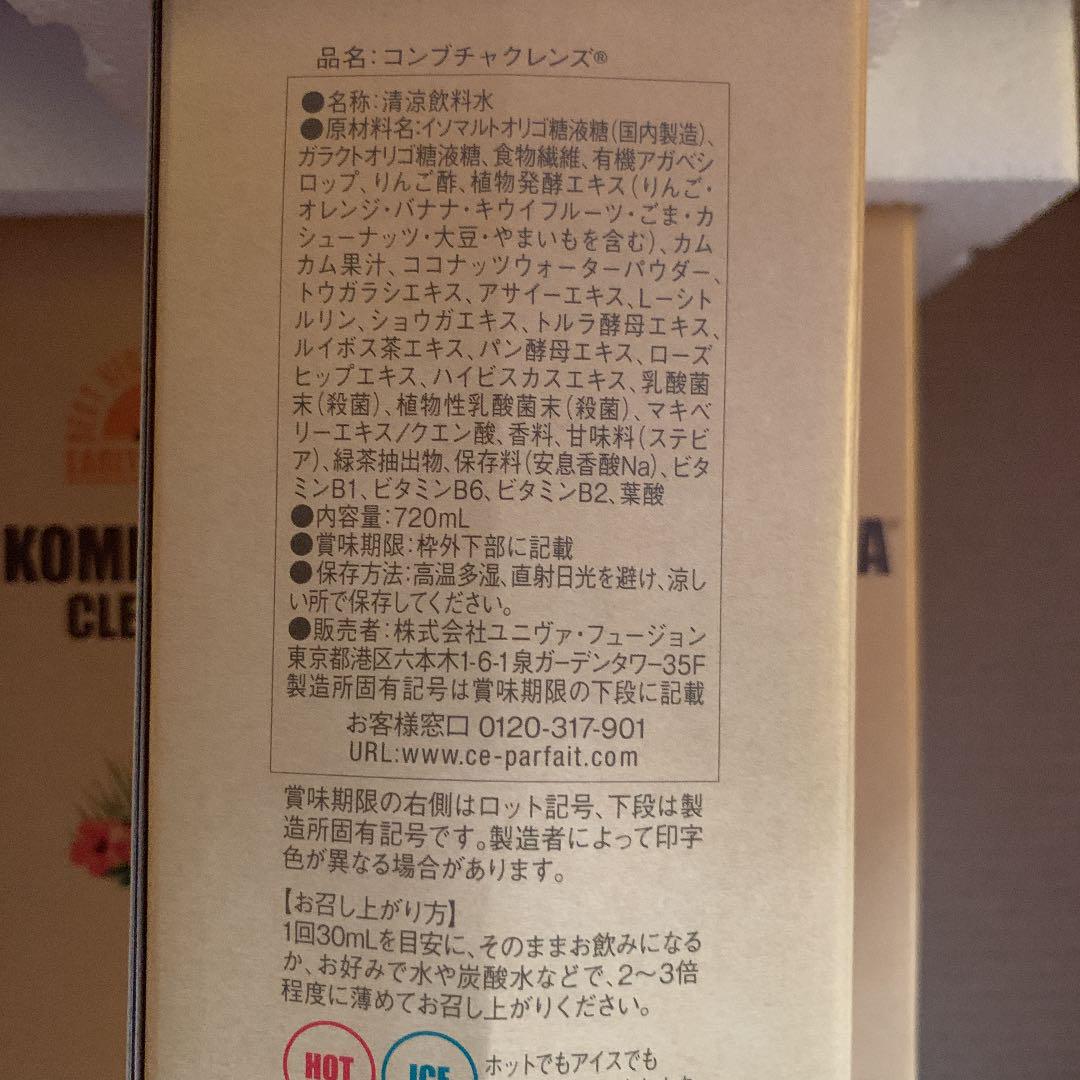 品名：コンブチャクレンズ®
●名称：清涼飲料水
●原材料名：イソマルトオリゴ糖液糖（国内製造）、
ガラクトオリゴ糖液糖、食物繊維、有機アガベシ
ロップ、りんご酢、植物発酵エキス（りんご・
オレンジ・バナナ・キウイフルーツ・ごま・カ
シューナッツ・大豆・やまいもを含む）、カム
カム果汁、ココナッツウォーターパウダー、
トウガラシエキス、アサイーエキス、L－シト
ルリン、ショウガエキス、トルラ酵母エキス、
ルイボス茶エキス、パン酵母エキス、ローズ
ヒップエキス、ハイビスカスエキス、乳酸菌
末（殺菌）、植物性乳酸菌末（殺菌）、マキベ
リーエキス/クエン酸、香料、甘味料（ステビ
ア）、緑茶抽出物、保存料（安息香酸Na）、ビタ
ミンB1、ビタミンB6、ビタミンB2、葉酸
●内容量：720mL
●賞味期限：枠外下部に記載
●保存方法：高温多湿、直射日光を避け、涼し
い所で保存してください。
●販売者：株式会社ユニヴァ・フュージョン
東京都港区六本木1-6-1泉ガーデンタワー35F
製造所固有記号は賞味期限の下段に記載
お客様窓口 0120-317-901
URL:www.ce-parfait.com
賞味期限の右側はロット記号、下段は製
造所固有記号です。製造者によって印字
色が異なる場合があります。
【お召し上がり方】
1回30mLを目安に、そのままお飲みになる
か、お好みで水や炭酸水などで、2〜3倍
程度に薄めてお召し上がりください。
HOT
ICE
ホットでもアイスでも
KOM
CLE
A